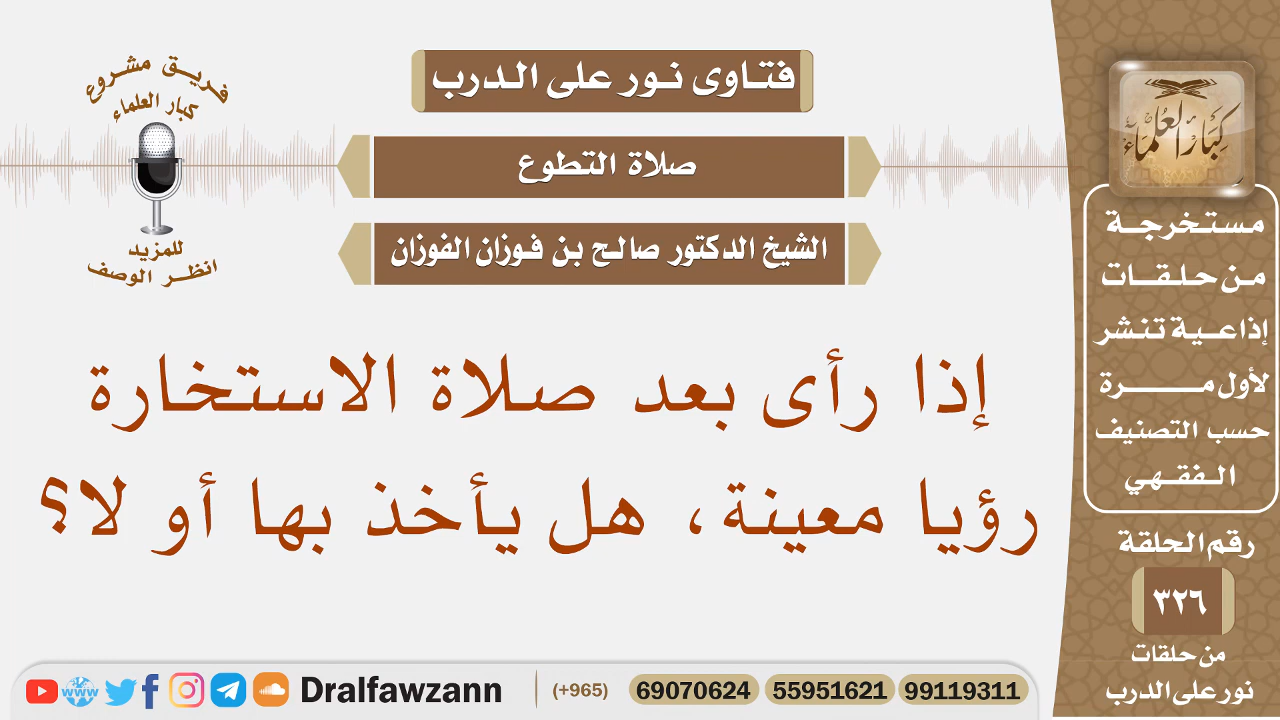 فتاوى نور على الدرب
صلاة التطوع
الشيخ الدكتور صالح بن فوزان الفوزان
فريق مشروع
كبار العلماء
للمزيد
انظر الوصف
إذا رأى بعد صلاة الاستخارة
رؤيا معينة، هل يأخذ بها أو لا؟
كبار العلماء
مستخرجة
من حلقات
إذاعية تنشر
لأول مرة
حسب التصنيف
الفقهي
رقم الحلقة
٣٢٦
من حلقات
نور على الدرب
www
Dralfawzann
(+965) 69070624 55951621 99119311